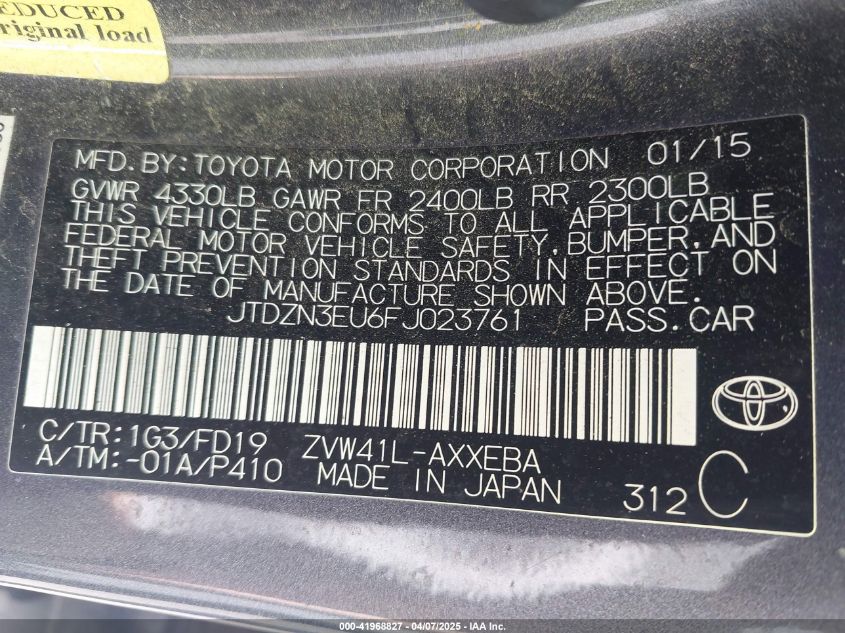 EDUCED
riginal load
MFD.BY:TOYOTA MOTOR CORPORATION 01/15
GVWR 4330LB GAWR FR 2400LB RR 2300LB
THIS VEHICLE CONFORMS TO ALL APPLICABLE
FEDERAL MOTOR VEHICLE SAFETY,BUMPER,AND
THEFT PREVENTION STANDARDS IN EFFECT ON
THE DATE OF MANUFACTURE SHOWN ABOVE.
JTDZN3EU6FJ023761 PASS.CAR
C/TR:1G3/FD19 ZVW41L-AXXEBA
A/TM:-01A/P410 MADE IN JAPAN
312 C
000-41968827 - 04/07/2025 - IAA Inc.